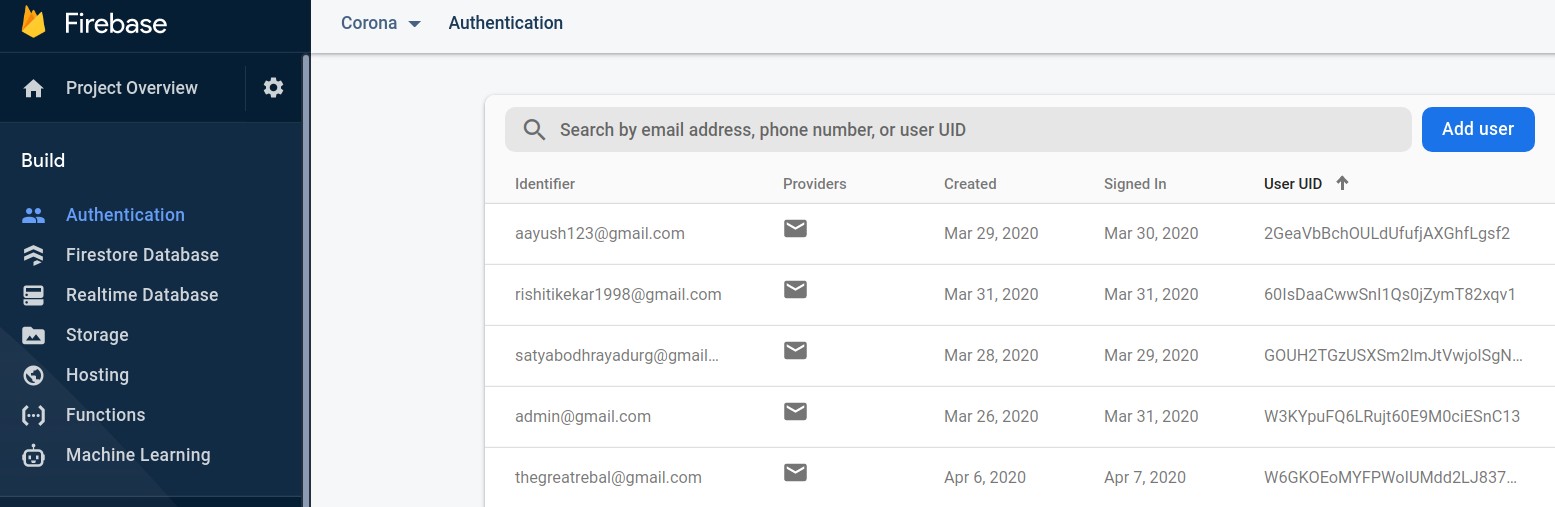 Firebase
Corona Authentication
Project Overview
Build
Authentication
Firestore Database
Realtime Database
Storage
Hosting
Functions
Machine Learning
Search by email address, phone number, or user UID
Add user
Identifier Providers Created Signed In User UID
aayush123@gmail.com Mar 29, 2020 Mar 30, 2020 2GeaVbBchOULdUfufjAXGhfLgsf2
rishitikekar1998@gmail.com Mar 31, 2020 Mar 31, 2020 60IsDaaCwwSnI1Qs0jZymT82xqv1
satyabodhrayadurg@gmail... Mar 28, 2020 Mar 29, 2020 GOUH2TGzUSXSm2ImJtVwjolSgN...
admin@gmail.com Mar 26, 2020 Mar 31, 2020 W3KYpuFQ6LRujt60E9M0ciESnC13
thegreatrebal@gmail.com Apr 6, 2020 Apr 7, 2020 W6GKOEoMYFPWolUMdd2LJ837...